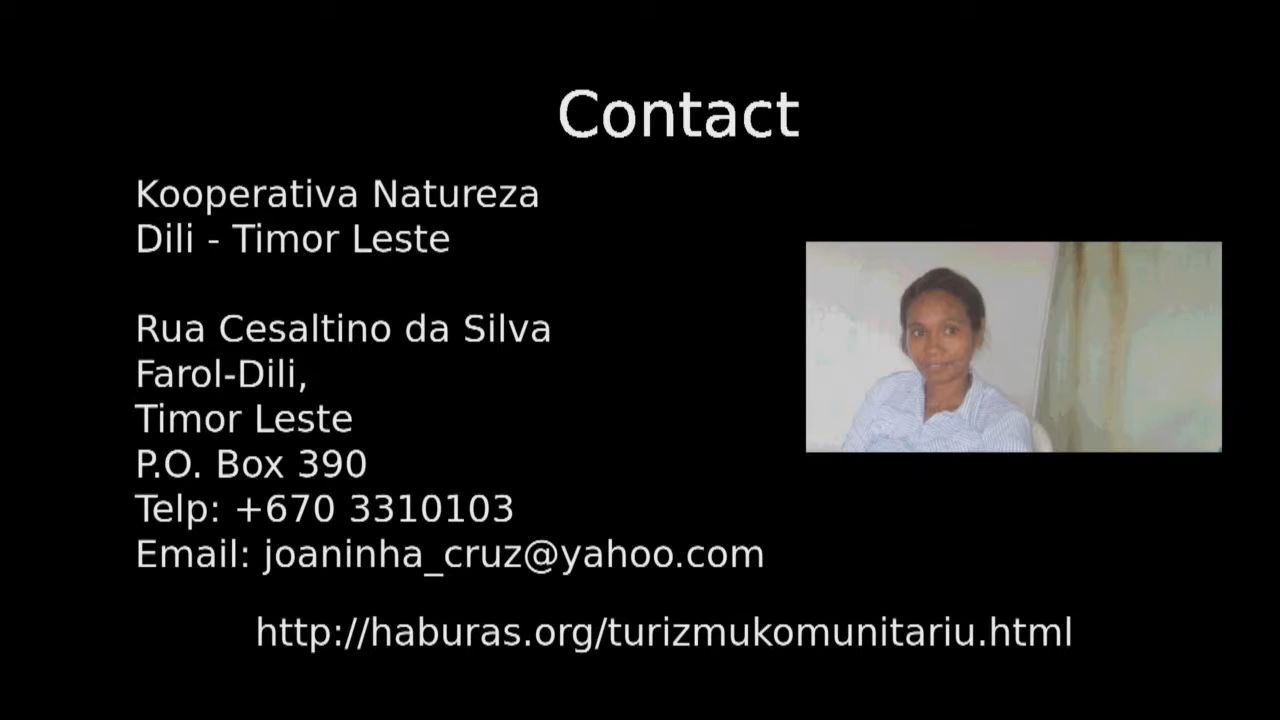 Contact
Kooperativa Natureza
Dili - Timor Leste
Rua Cesaltino da Silva
Farol-Dili,
Timor Leste
P.O. Box 390
Telp: +670 3310103
Email: joaninha_cruz@yahoo.com
http://haburas.org/turizmukomunitariu.html